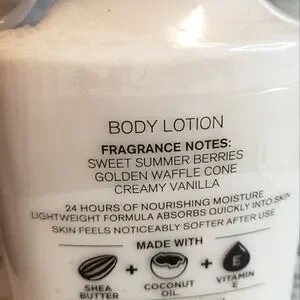 BODY LOTION
FRAGRANCE NOTES:
SWEET SUMMER BERRIES
GOLDEN WAFFLE CONE
CREAMY VANILLA
24 HOURS OF NOURISHING MOISTURE
LIGHTWEIGHT FORMULA ABSORBS QUICKLY INTO SKIN
SKIN FEELS NOTICEABLY SOFTER AFTER USE
MADE WITH
+ + E
SHEA BUTTER
COCONUT OIL
VITAMIN E